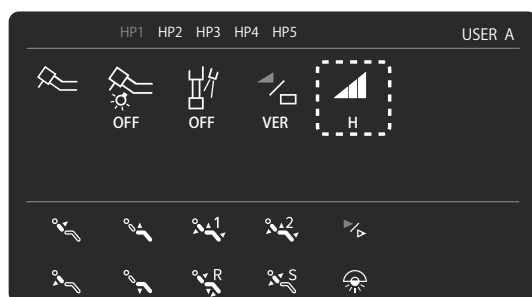 HP1 HP2 HP3 HP4 HP5 USER A
OFF OFF VER H
1 2
R S